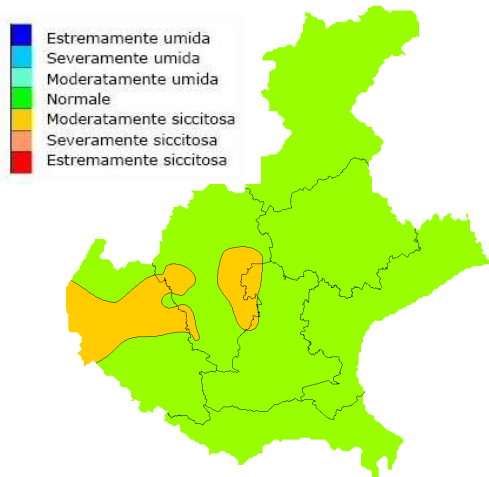 Estremamente umida
Severamente umida
Moderatamente umida
Normale
Moderatamente siccitosa
Severamente siccitosa
Estremamente siccitosa